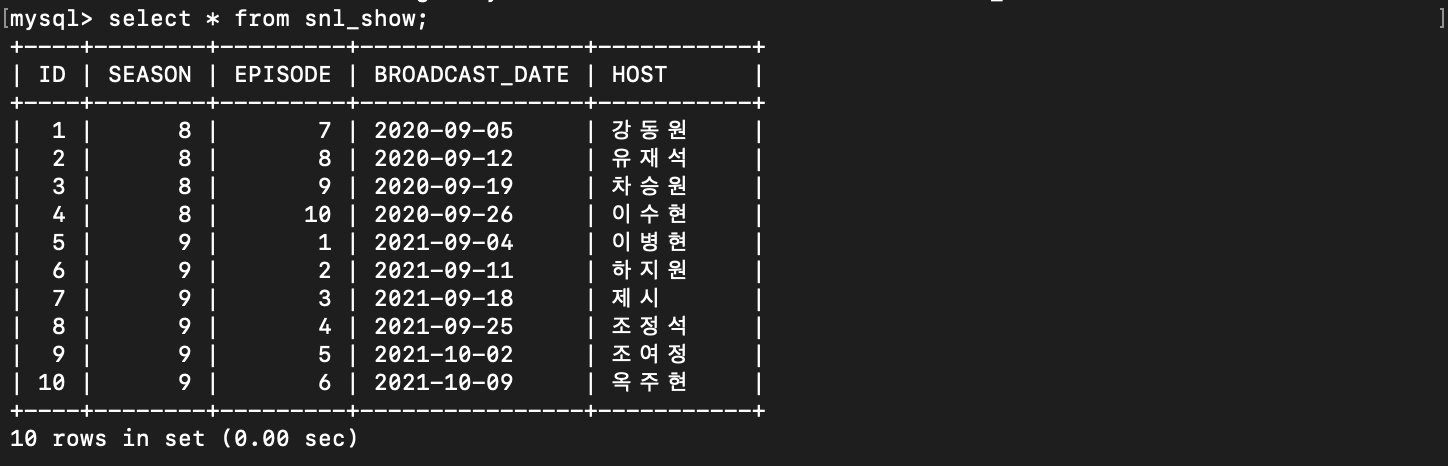 mysql> select * from snl_show;
+----+--------+---------+----------------+------------+
| ID | SEASON | EPISODE | BROADCAST_DATE | HOST       |
+----+--------+---------+----------------+------------+
|  1 |      8 |       7 | 2020-09-05     | 강동원     |
|  2 |      8 |       8 | 2020-09-12     | 유재석     |
|  3 |      8 |       9 | 2020-09-19     | 차승원     |
|  4 |      8 |      10 | 2020-09-26     | 이수현     |
|  5 |      9 |       1 | 2021-09-04     | 이병현     |
|  6 |      9 |       2 | 2021-09-11     | 하지원     |
|  7 |      9 |       3 | 2021-09-18     | 제시       |
|  8 |      9 |       4 | 2021-09-25     | 조정석     |
|  9 |      9 |       5 | 2021-10-02     | 조여정     |
| 10 |      9 |       6 | 2021-10-09     | 옥주현     |
+----+--------+---------+----------------+------------+
10 rows in set (0.00 sec)